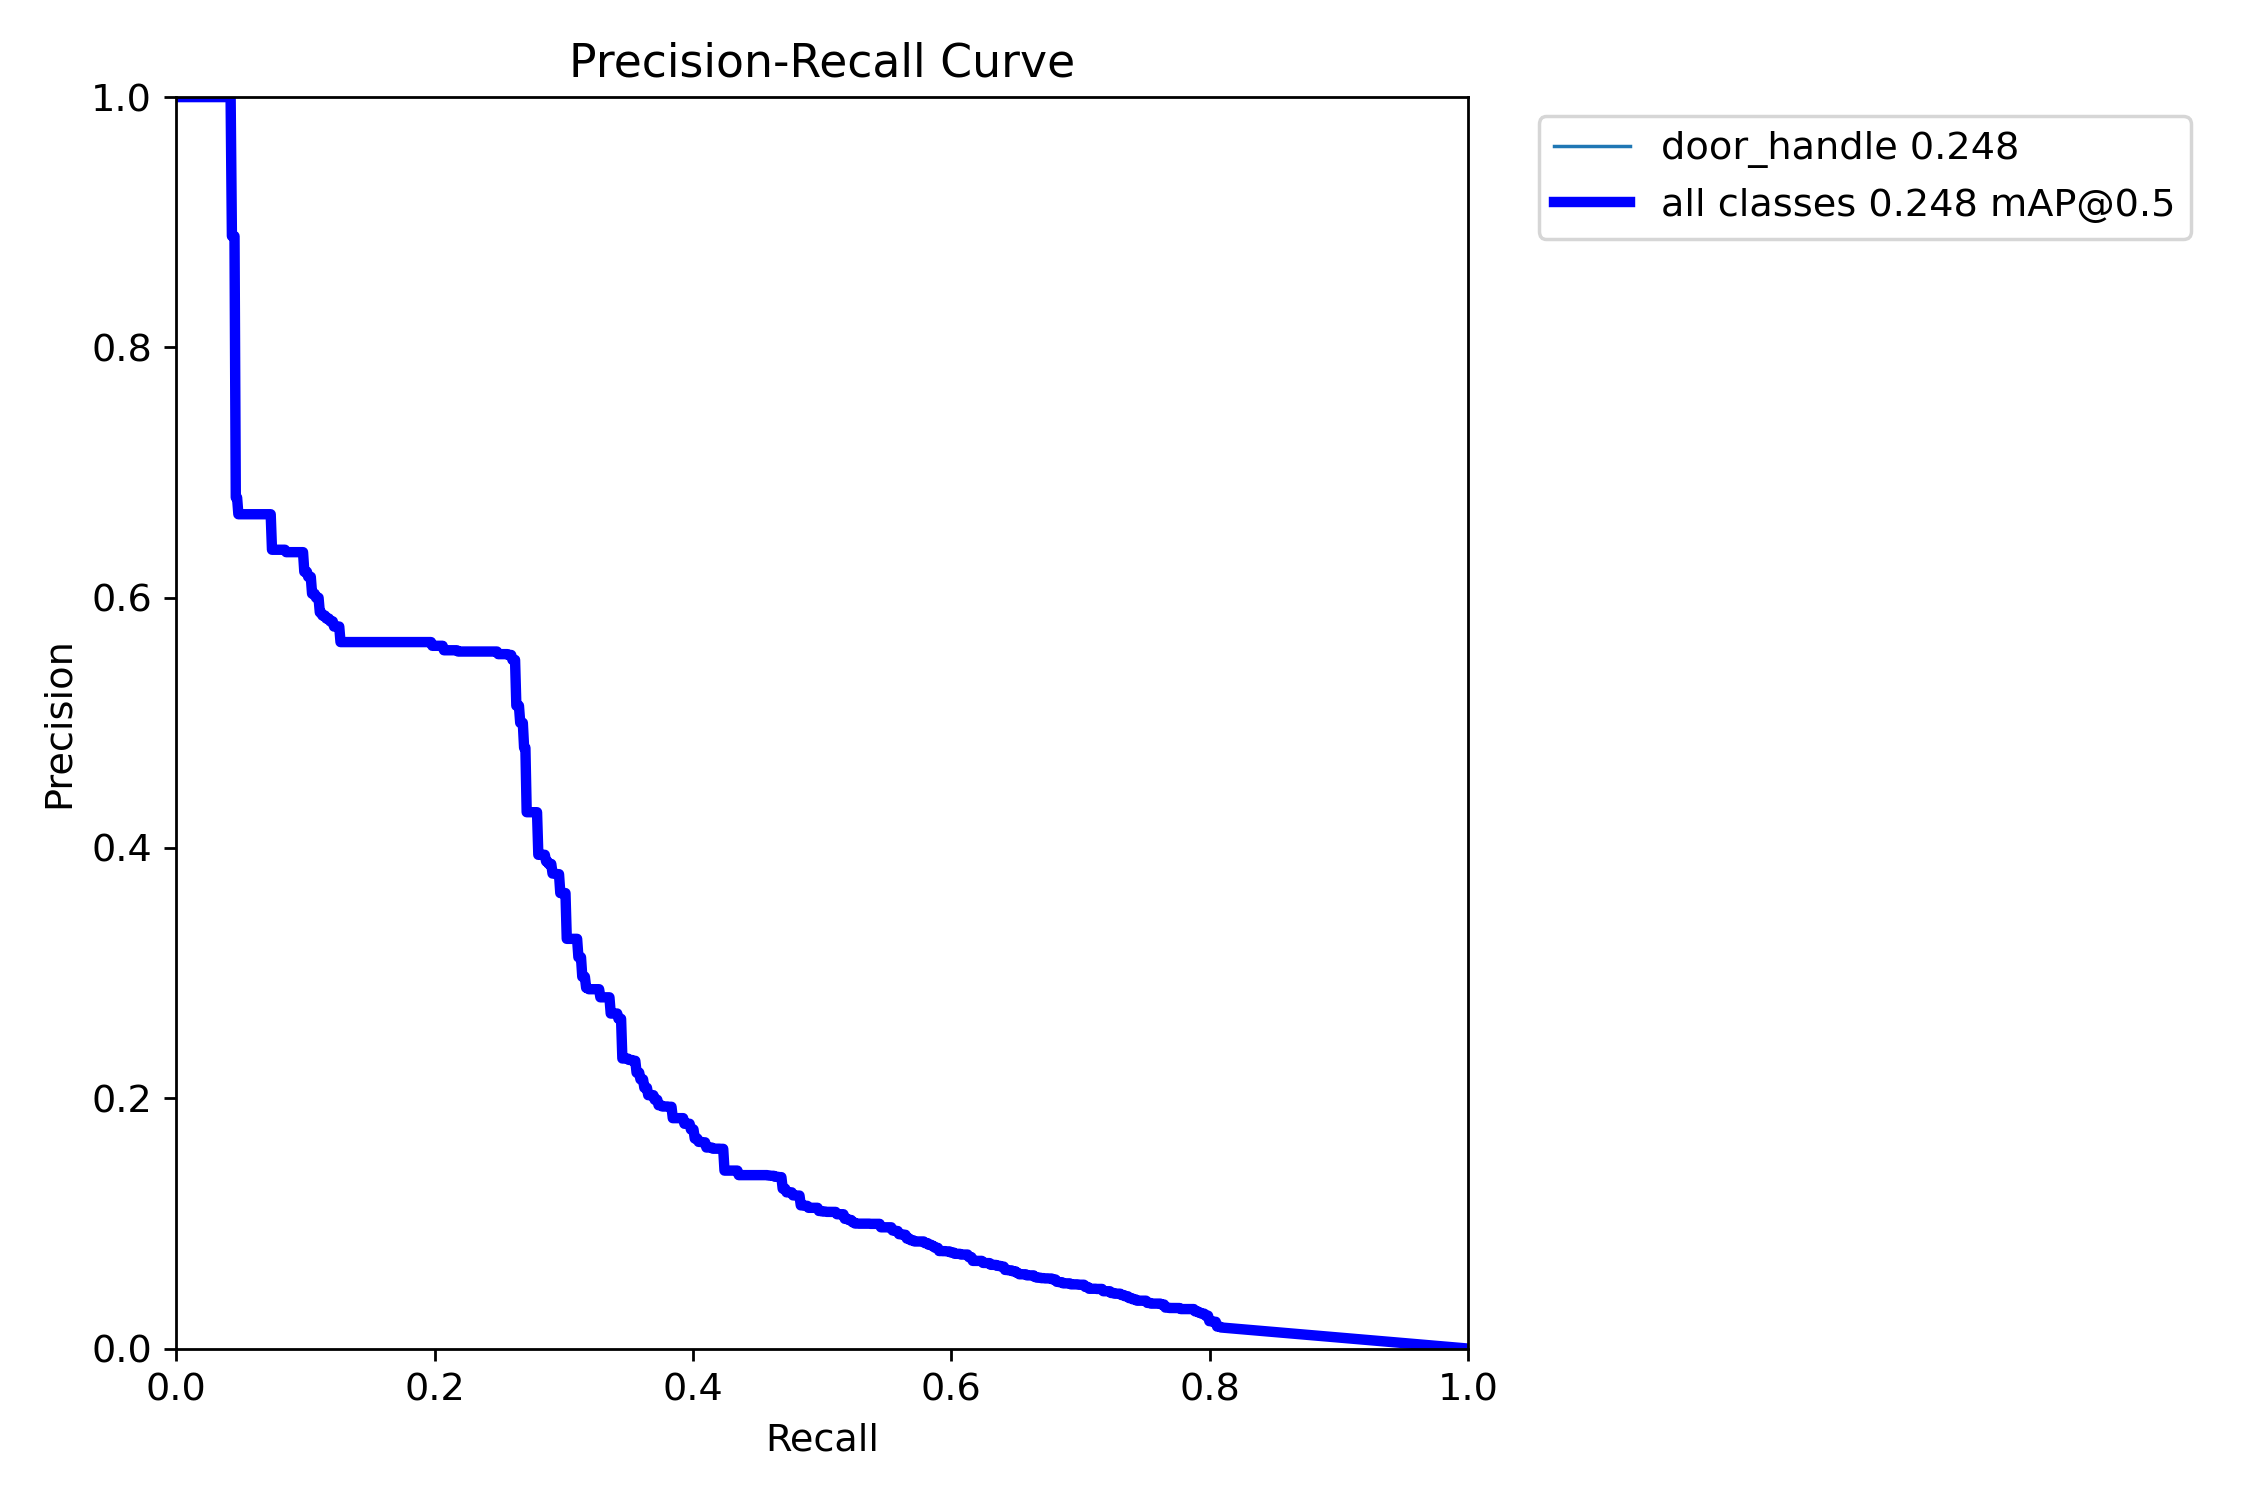 Precision-Recall Curve
door_handle 0.248
all classes 0.248 mAP@0.5
Precision
1.0
0.8
0.6
0.4
0.2
0.0
0.0 0.2 0.4 0.6 0.8 1.0
Recall